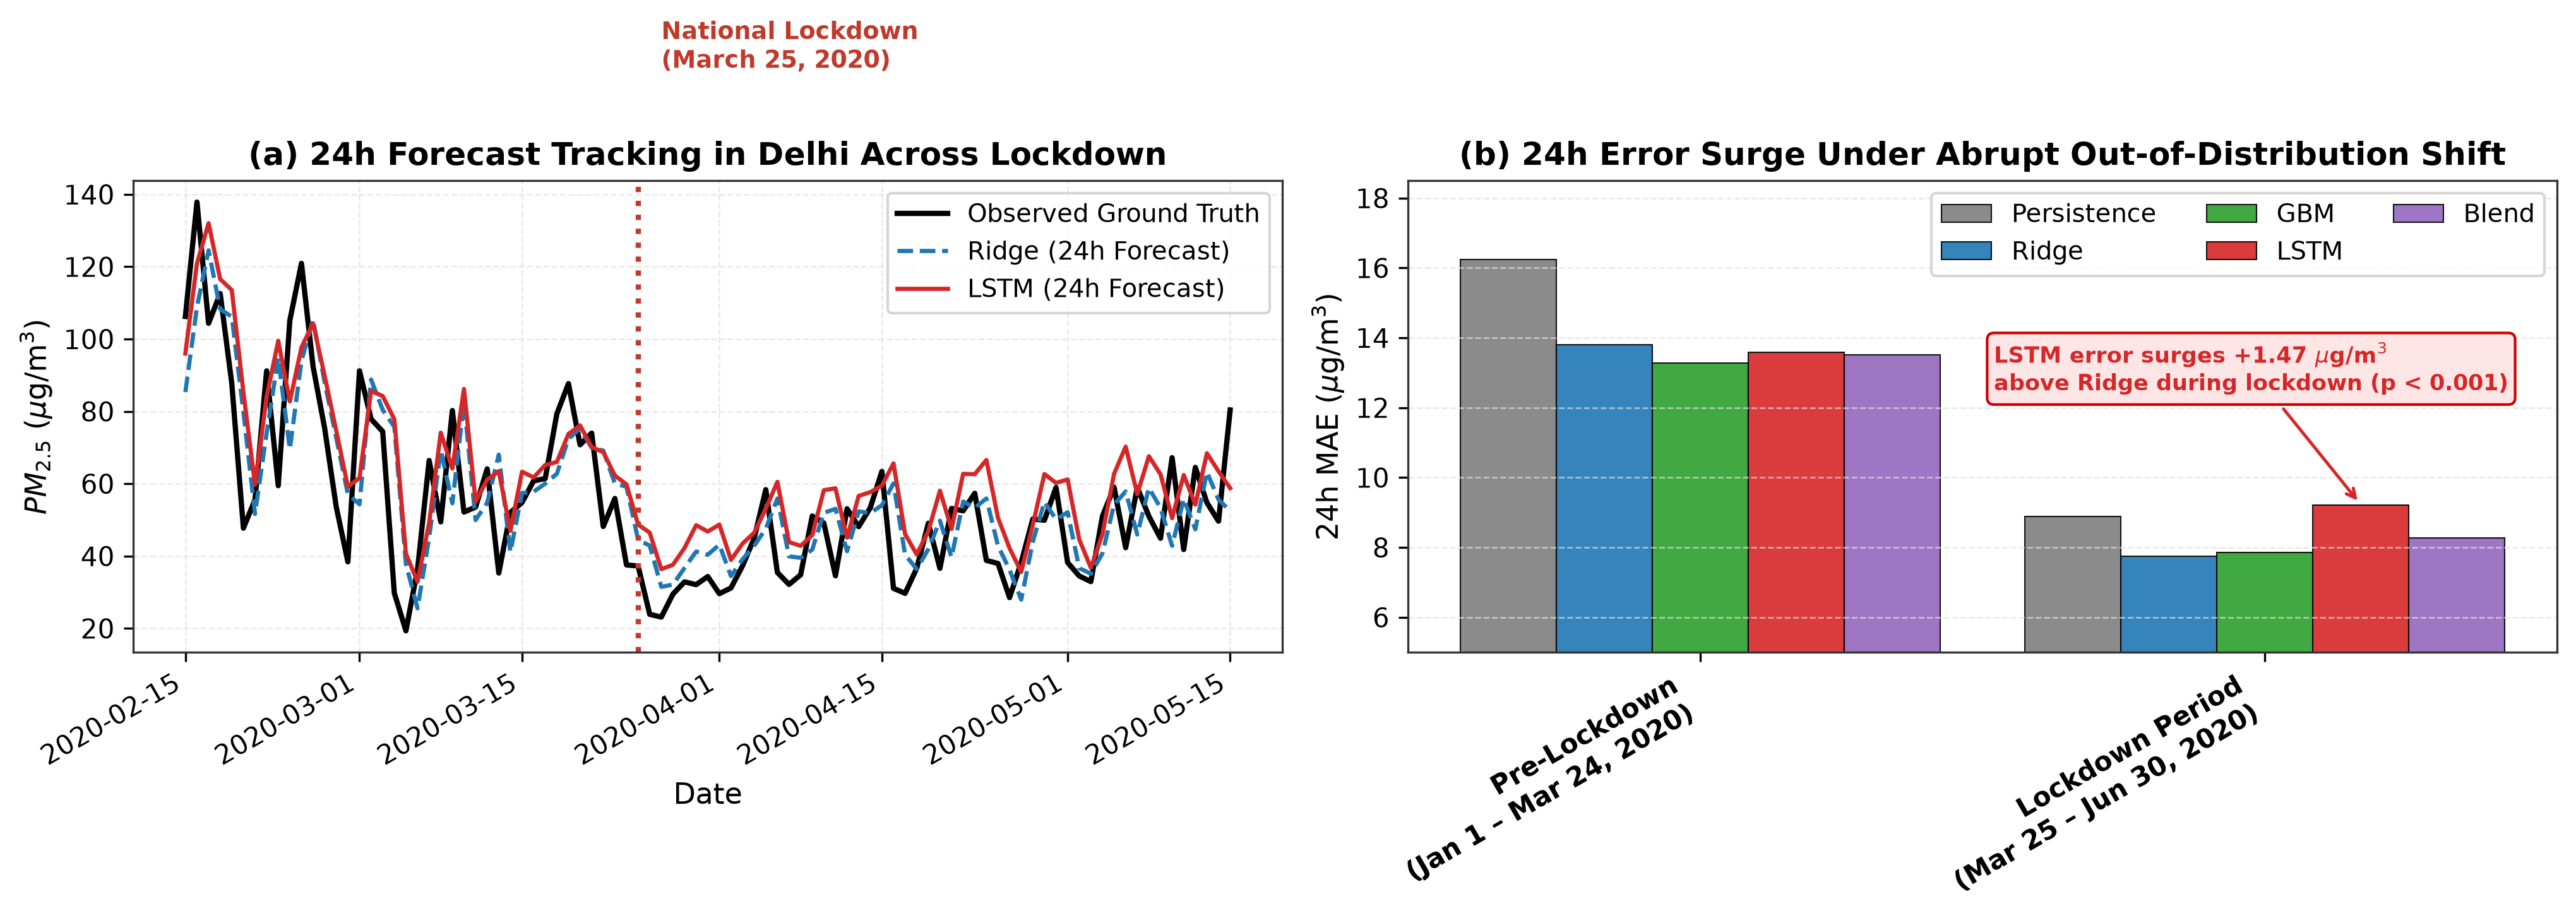 National Lockdown
(March 25, 2020)
(a) 24h Forecast Tracking in Delhi Across Lockdown
PM2.5 (μg/m³)
140
120
100
80
60
40
20
Observed Ground Truth
Ridge (24h Forecast)
LSTM (24h Forecast)
2020-02-15
2020-03-01
2020-03-15
2020-04-01
2020-04-15
2020-05-01
2020-05-15
Date
(b) 24h Error Surge Under Abrupt Out-of-Distribution Shift
24h MAE (μg/m³)
18
16
14
12
10
8
6
Persistence
Ridge
GBM
LSTM
Blend
LSTM error surges +1.47 μg/m³
above Ridge during lockdown (p < 0.001)
Pre-Lockdown
(Jan 1 – Mar 24, 2020)
Lockdown Period
(Mar 25 – Jun 30, 2020)